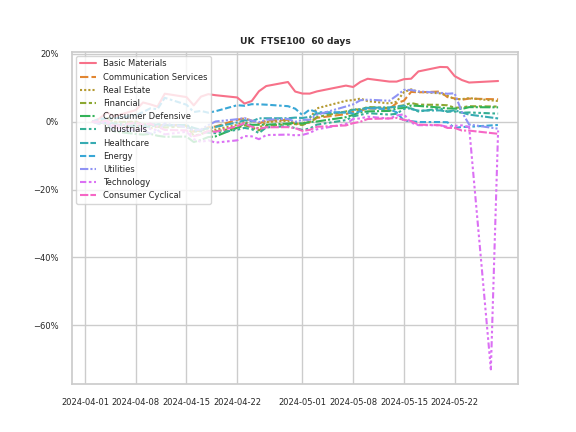 UK  FTSE100  60 days
20%
0%
−20%
−40%
−60%
Basic Materials
Communication Services
Real Estate
Financial
Consumer Defensive
Industrials
Healthcare
Energy
Utilities
Technology
Consumer Cyclical
2024-04-01 2024-04-08 2024-04-15 2024-04-22 2024-05-01 2024-05-08 2024-05-15 2024-05-22